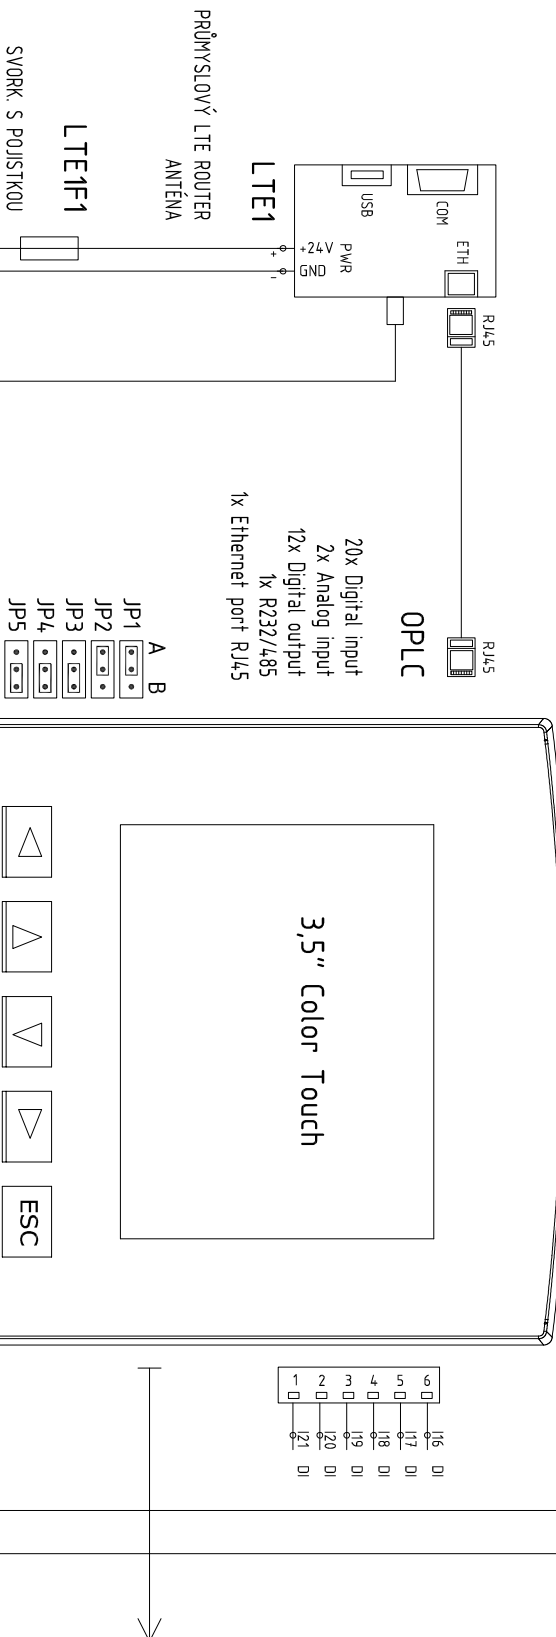 PRŮMYSLOVÝ LTE ROUTER
ANTÉNA
SVORK. S POJISTKOU
LTE1F1
LTE1
USB
COM
ETH
PWR
+24V
GND
+
-
RJ45
RJ45
OPLC
20x Digital input
2x Analog input
12x Digital output
1x R232/485
1x Ethernet port RJ45
A B
JP1
JP2
JP3
JP4
JP5
3,5" Color Touch
ESC
1 2 3 4 5 6
I21 DI
I20 DI
I19 DI
I18 DI
I17 DI
I16 DI